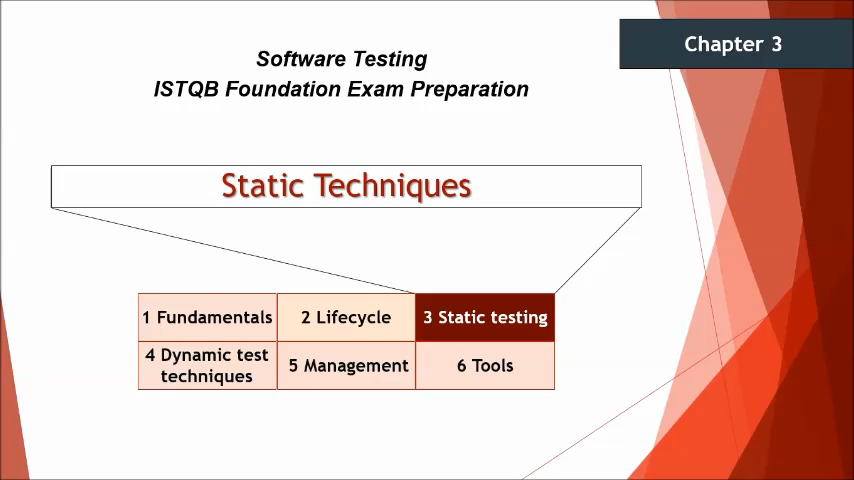 Chapter 3
Software Testing
ISTQB Foundation Exam Preparation
Static Techniques
1 Fundamentals
2 Lifecycle
3 Static testing
4 Dynamic test
techniques
5 Management
6 Tools